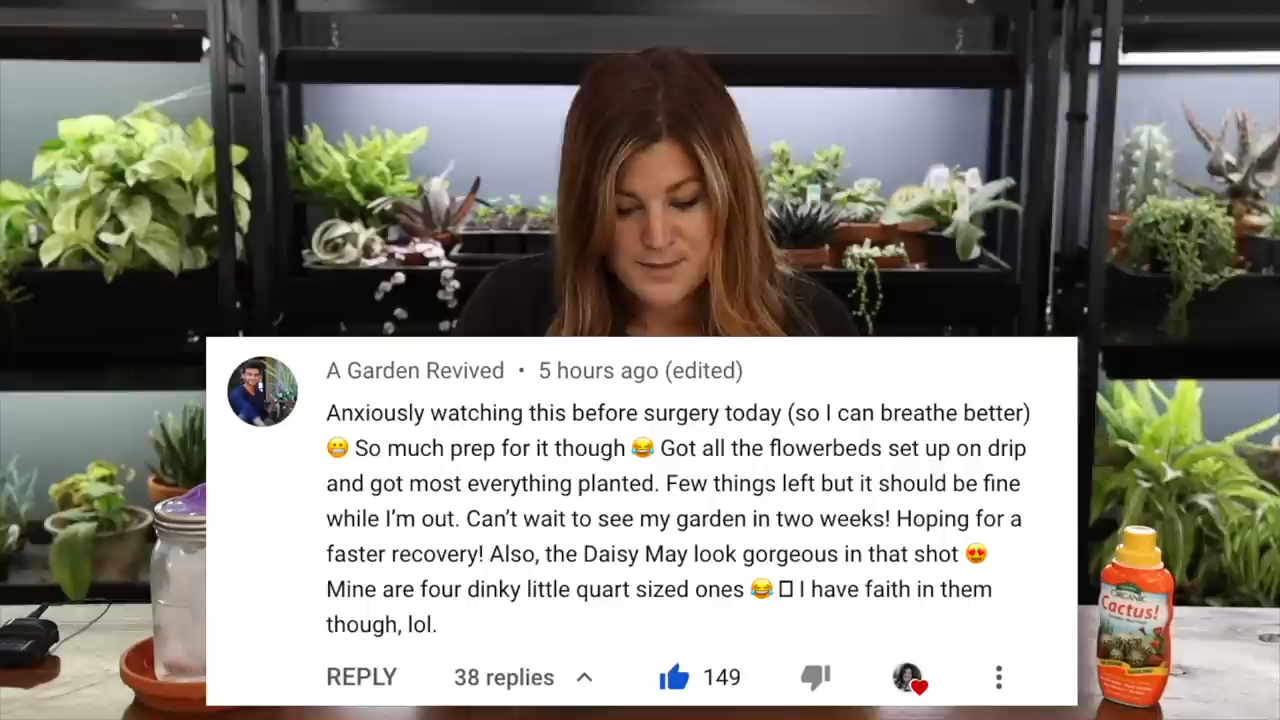 A Garden Revived • 5 hours ago (edited)
Anxiously watching this before surgery today (so I can breathe better)
😬 So much prep for it though 😂 Got all the flowerbeds set up on drip
and got most everything planted. Few things left but it should be fine
while I’m out. Can’t wait to see my garden in two weeks! Hoping for a
faster recovery! Also, the Daisy May look gorgeous in that shot 😍
Mine are four dinky little quart sized ones 😂 I have faith in them
though, lol.
REPLY 38 replies 149
ORGANIC
Cactus!